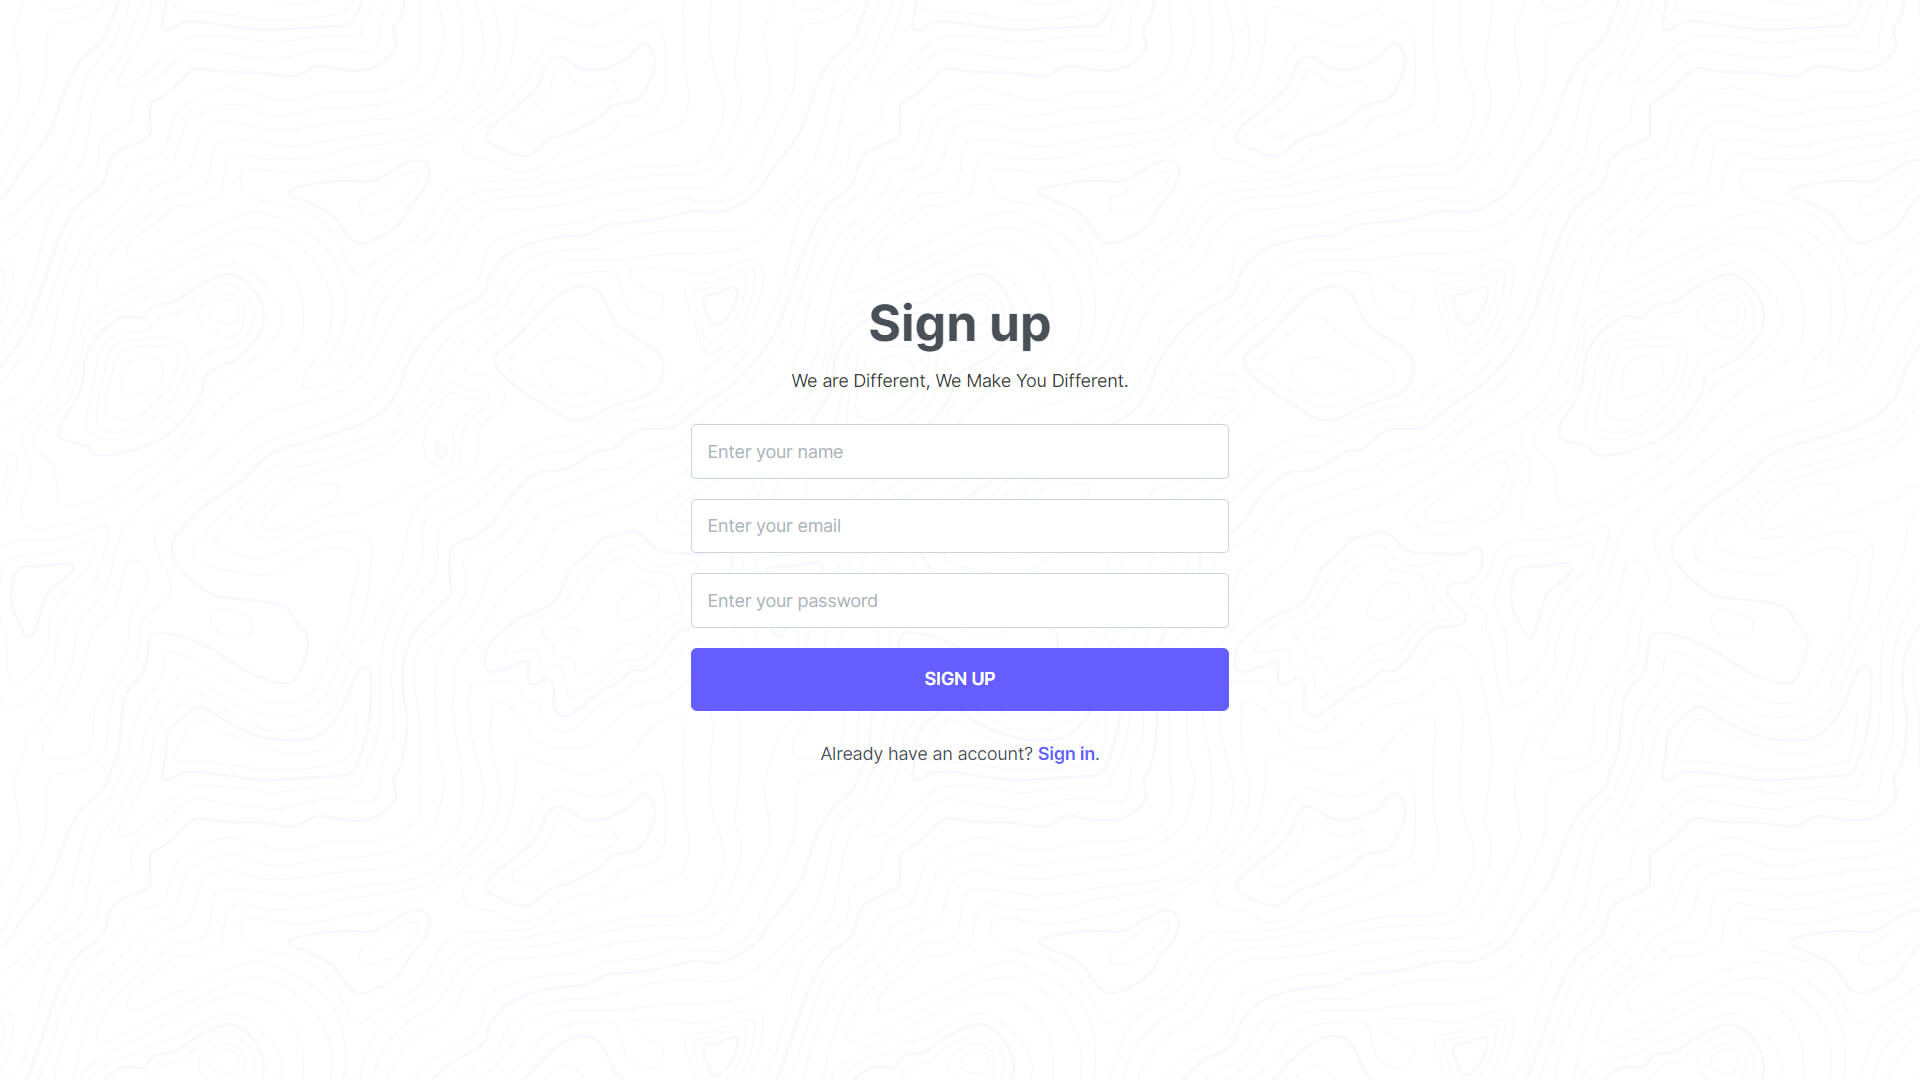 Sign up
We are Different, We Make You Different.
Enter your name
Enter your email
Enter your password
SIGN UP
Already have an account? Sign in.